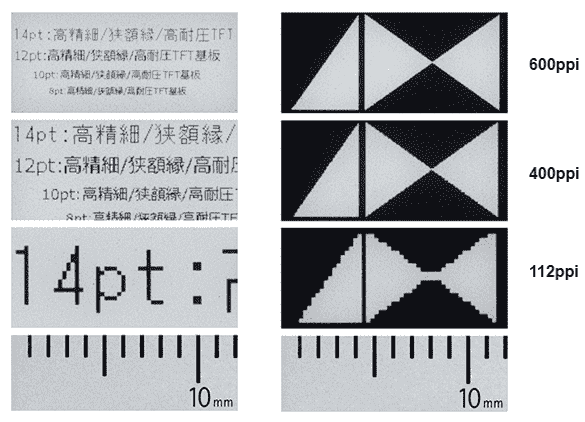 14pt:高精細/狭額縁/高耐圧TFT
12pt:高精細/狭額縁/高耐圧TFT基板
10pt:高精細/狭額縁/高耐圧TFT基板
8pt:高精細/狭額縁/高耐圧TFT基板
600ppi
14pt:高精細/狭額縁/
12pt:高精細/狭額縁/高耐圧
10pt:高精細/狭額縁/高耐圧T
8pt:高精細/狭額縁/高耐圧TF
400ppi
14pt:
112ppi
10mm
10mm